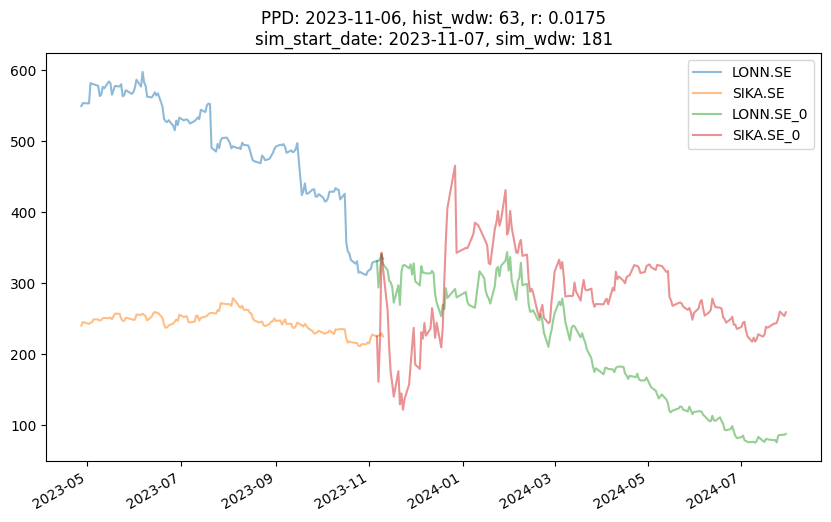 PPD: 2023-11-06, hist_wdw: 63, r: 0.0175
sim_start_date: 2023-11-07, sim_wdw: 181
LONN.SE
SIKA.SE
LONN.SE_0
SIKA.SE_0
600
500
400
300
200
100
2023-05
2023-07
2023-09
2023-11
2024-01
2024-03
2024-05
2024-07